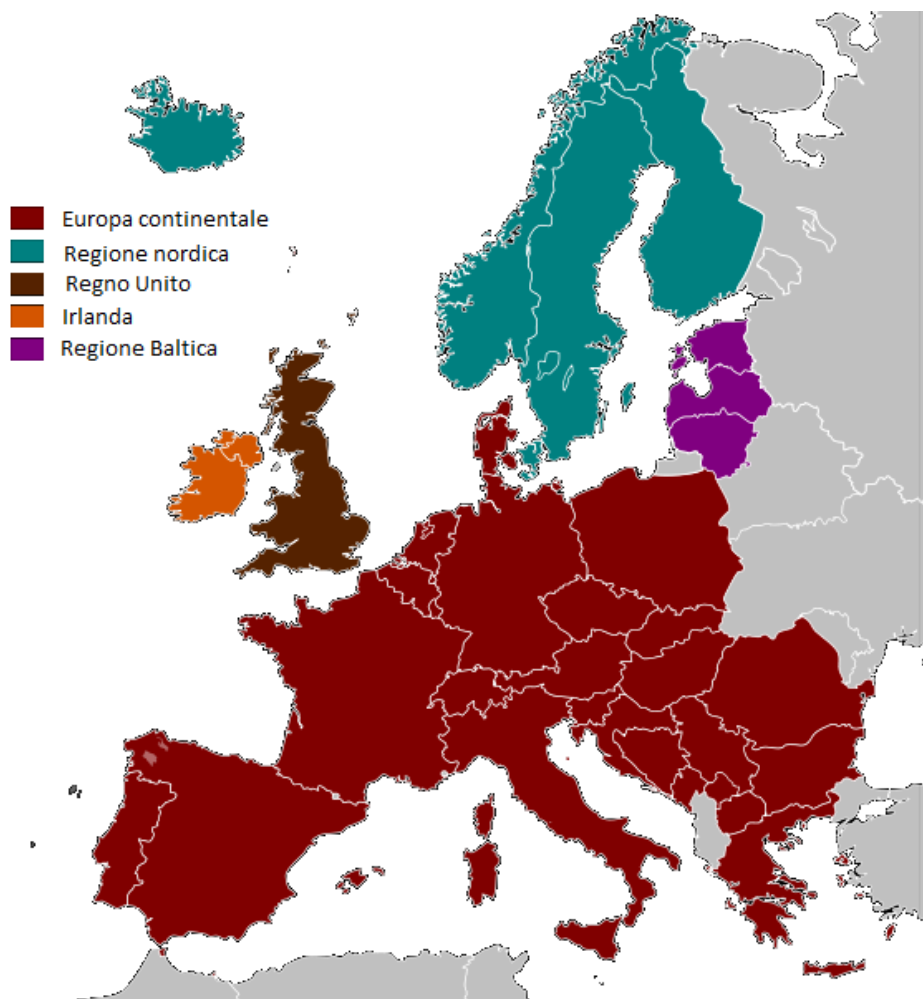 Europa continentale
Regione nordica
Regno Unito
Irlanda
Regione Baltica